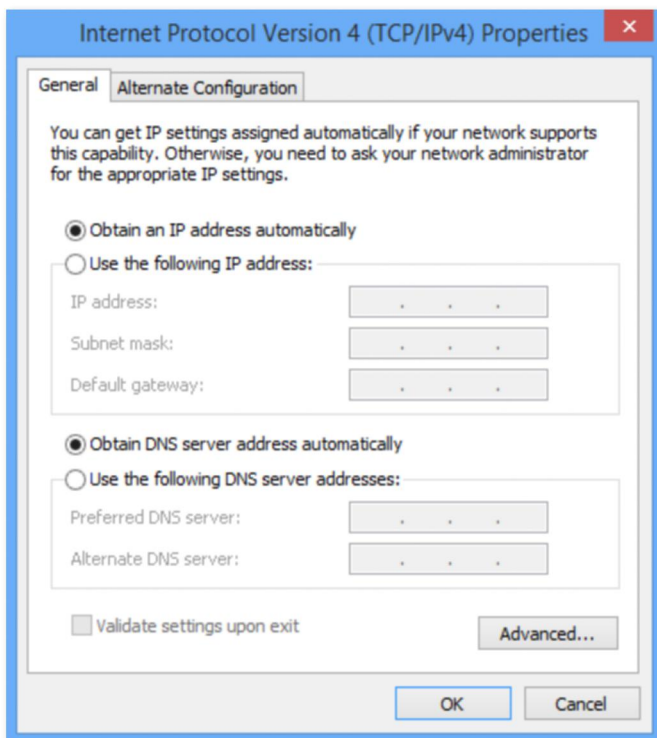 Internet Protocol Version 4 (TCP/IPv4) Properties
General
Alternate Configuration
You can get IP settings assigned automatically if your network supports
this capability. Otherwise, you need to ask your network administrator
for the appropriate IP settings.
Obtain an IP address automatically
Use the following IP address:
IP address:
Subnet mask:
Default gateway:
Obtain DNS server address automatically
Use the following DNS server addresses:
Preferred DNS server:
Alternate DNS server:
Validate settings upon exit
Advanced...
OK
Cancel